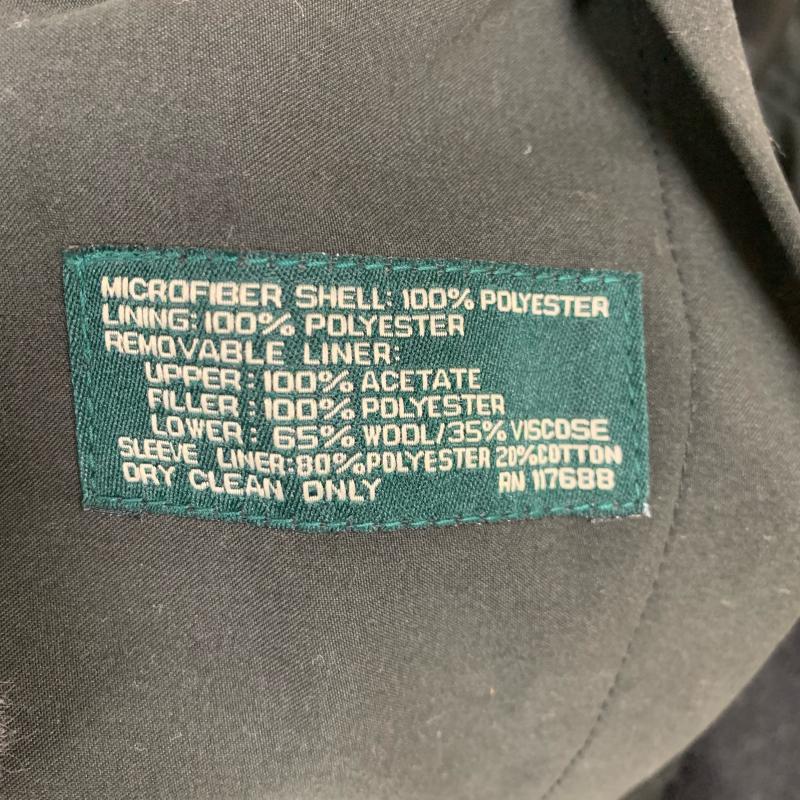 MICROFIBER SHELL: 100% POLYESTER
LINING: 100% POLYESTER
REMOVABLE LINER:
UPPER: 100% ACETATE
FILLER: 100% POLYESTER
LOWER: 65% WOOL/35% VISCOSE
SLEEVE LINER: 80% POLYESTER 20% COTTON
DRY CLEAN ONLY RN 117688